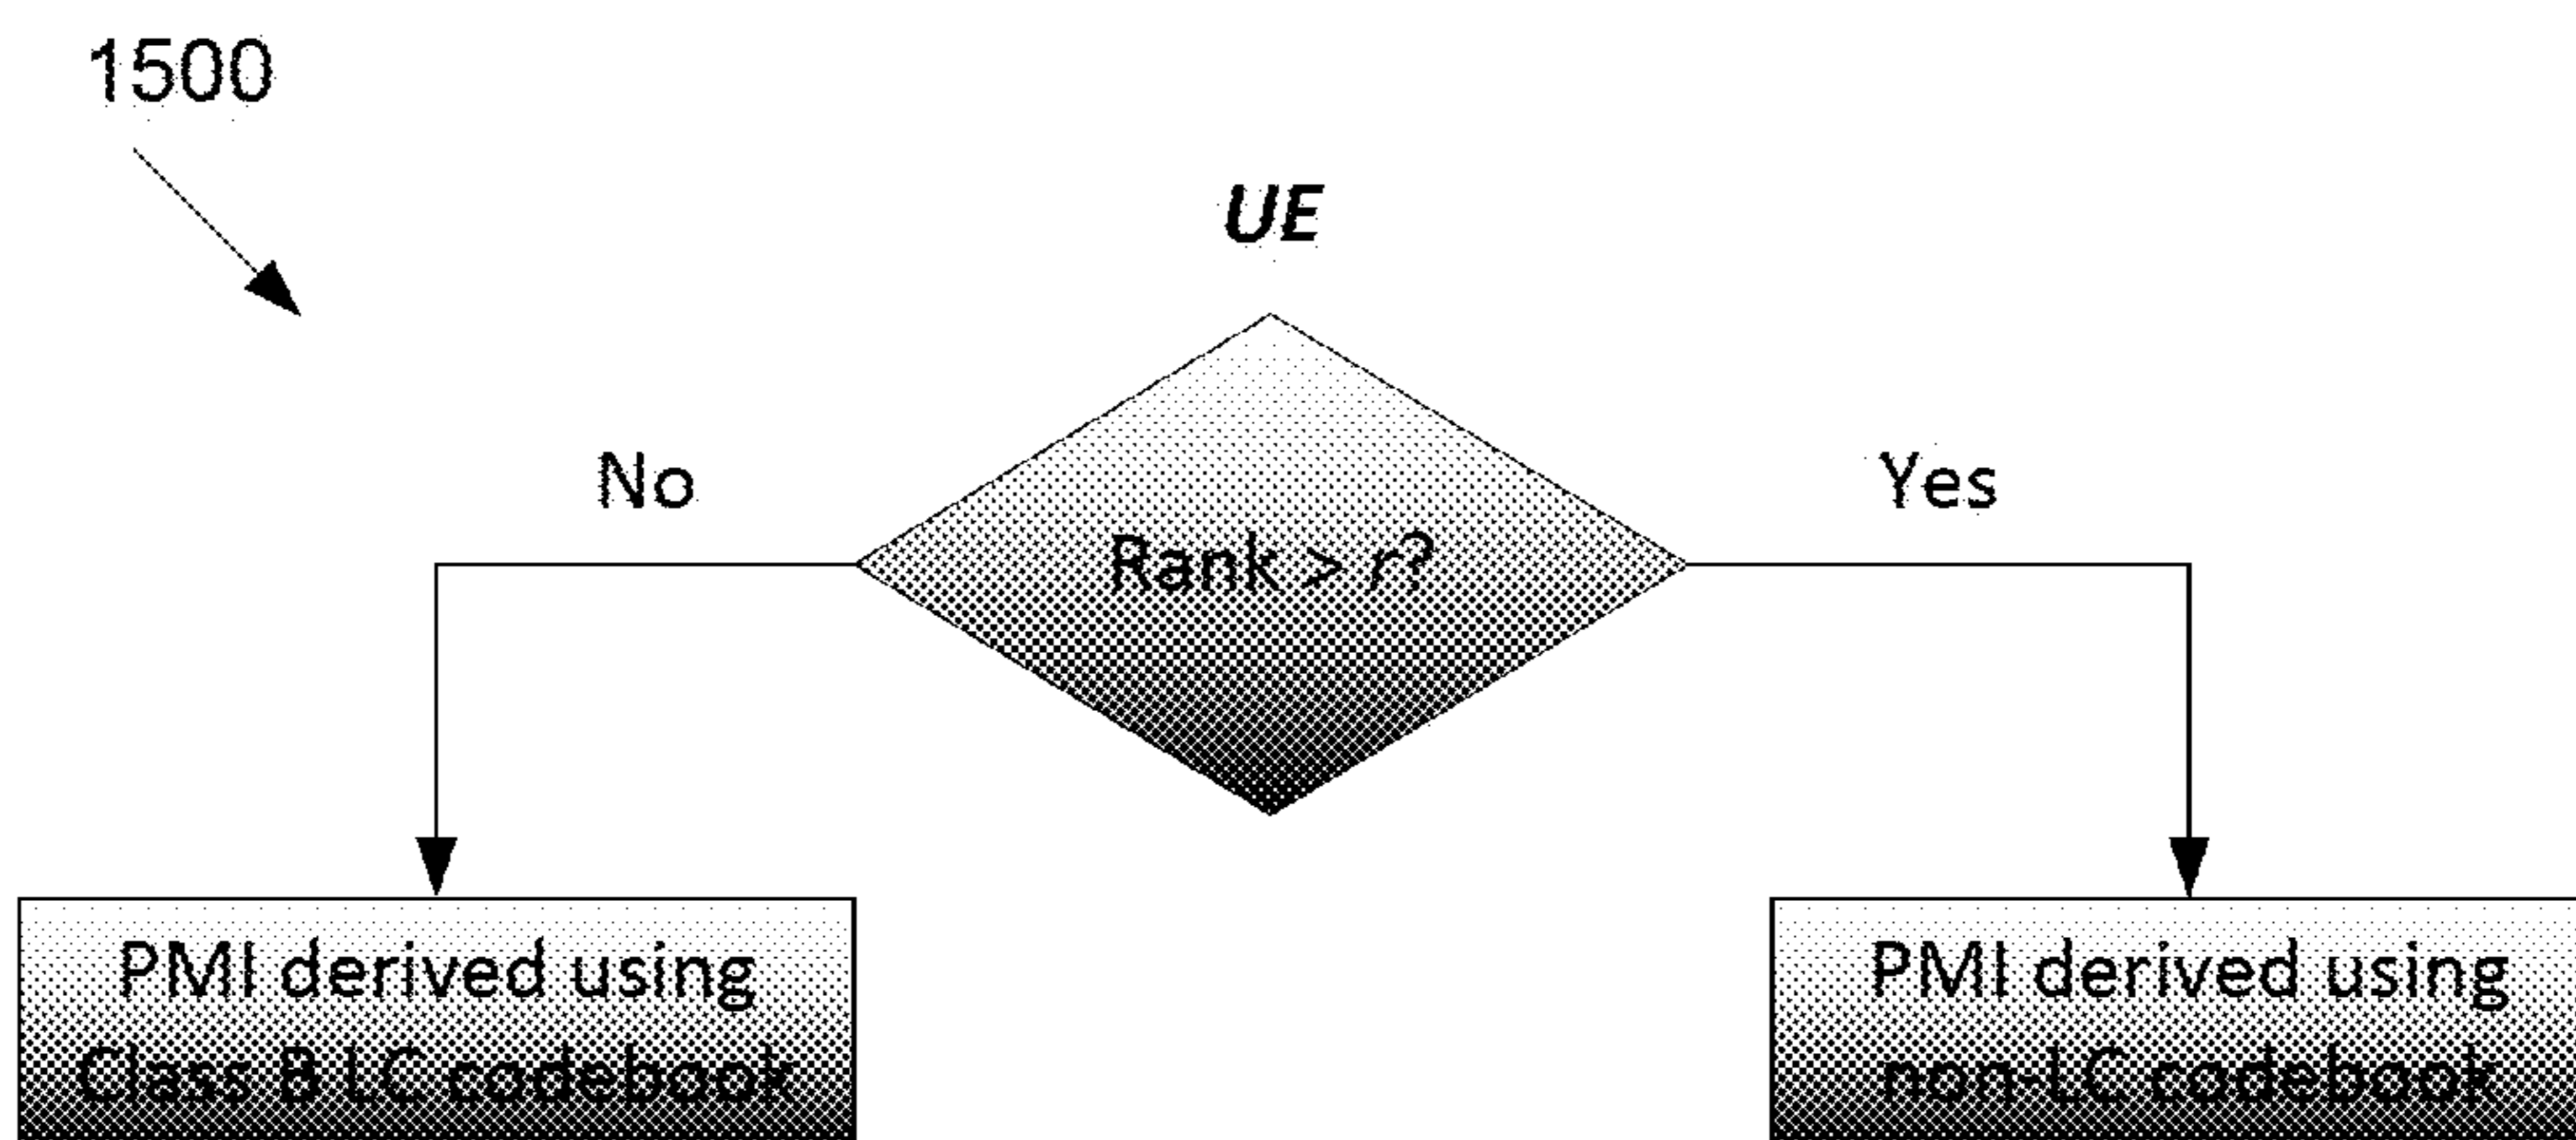 1500
UE
No
Yes
Rank > r?
PMI derived using
Class B LC codebook
PMI derived using
non-LC codebook